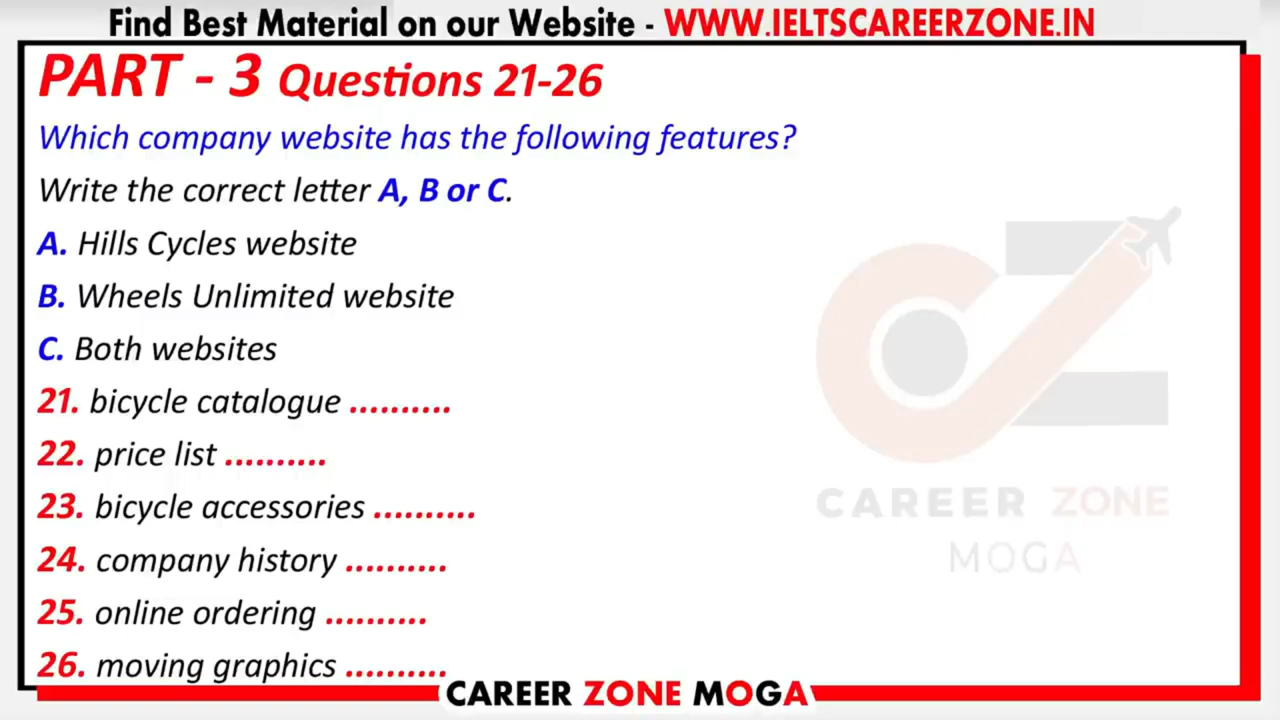 Find Best Material on our Website - WWW.IELTSCAREERZONE.IN
PART - 3 Questions 21-26
Which company website has the following features?
Write the correct letter A, B or C.
A. Hills Cycles website
B. Wheels Unlimited website
C. Both websites
21. bicycle catalogue ..........
22. price list ..........
23. bicycle accessories ..........
24. company history ..........
25. online ordering ..........
26. moving graphics ..........
CAREER ZONE
MOGA
CAREER ZONE MOGA